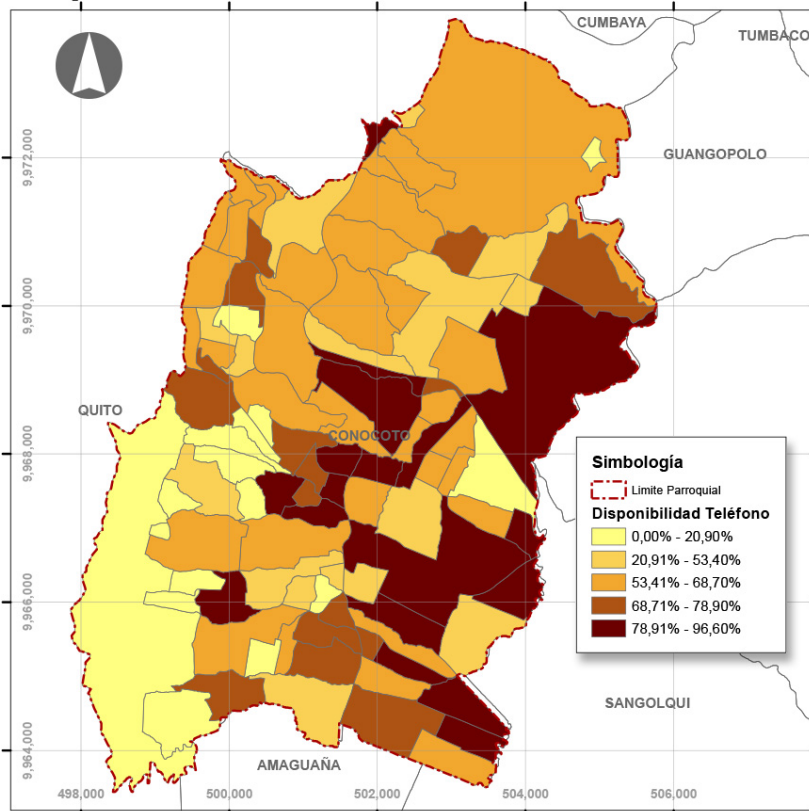 CUMBAYA
TUMBACO
9,972,000
GUANGOPOLO
9,970,000
QUITO
CONOCOTO
9,968,000
Simbología
Limite Parroquial
Disponibilidad Teléfono
0,00% - 20,90%
20,91% - 53,40%
53,41% - 68,70%
68,71% - 78,90%
78,91% - 96,60%
9,966,000
SANGOLQUI
9,964,000
AMAGUAÑA
498,000
500,000
502,000
504,000
506,000